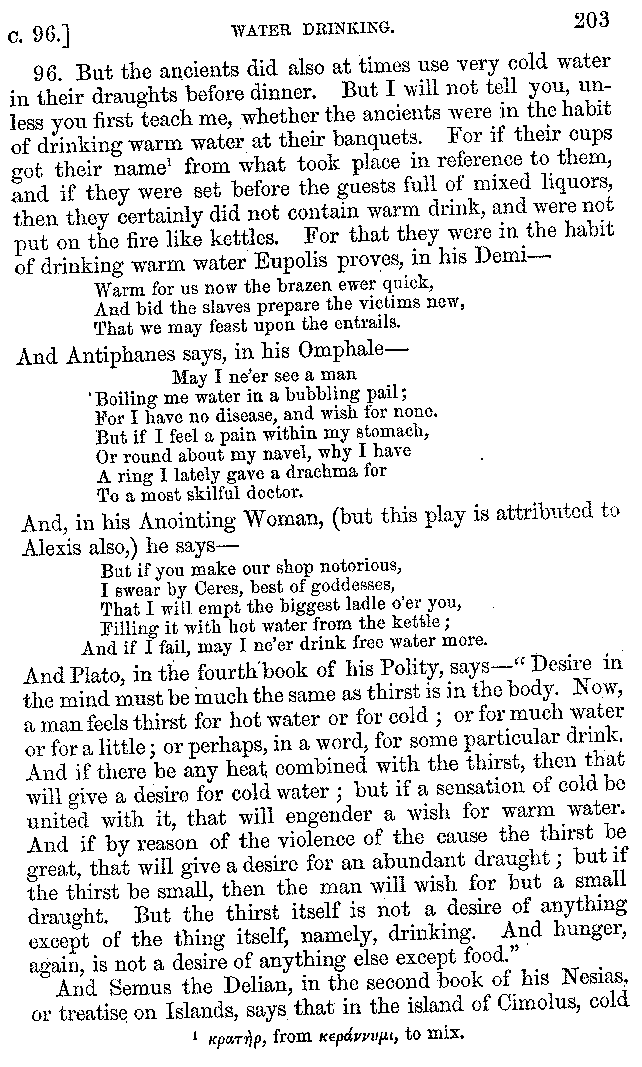 c. 96.] WATER DRINKING. 203
96. But the ancients did also at times use very cold water
in their draughts before dinner. But I will not tell you, un-
less you first teach me, whether the ancients were in the habit
of drinking warm water at their banquets. For if their cups
got their name¹ from what took place in reference to them,
and if they were set before the guests full of mixed liquors,
then they certainly did not contain warm drink, and were not
put on the fire like kettles. For that they were in the habit
of drinking warm water Eupolis proves, in his Demi—
Warm for us now the brazen ewer quick,
And bid the slaves prepare the victims new,
That we may feast upon the entrails.
And Antiphanes says, in his Omphale—
May I ne'er see a man
Boiling me water in a bubbling pail;
For I have no disease, and wish for none.
But if I feel a pain within my stomach,
Or round about my navel, why I have
A ring I lately gave a drachma for
To a most skilful doctor.
And, in his Anointing Woman, (but this play is attributed to
Alexis also,) he says—
But if you make our shop notorious,
I swear by Ceres, best of goddesses,
That I will empt the biggest ladle o'er you,
Filling it with hot water from the kettle;
And if I fail, may I ne'er drink free water more.
And Plato, in the fourth book of his Polity, says—“Desire in
the mind must be much the same as thirst is in the body. Now,
a man feels thirst for hot water or for cold; or for much water
or for a little; or perhaps, in a word, for some particular drink.
And if there be any heat combined with the thirst, then that
will give a desire for cold water; but if a sensation of cold be
united with it, that will engender a wish for warm water.
And if by reason of the violence of the cause the thirst be
great, that will give a desire for an abundant draught; but if
the thirst be small, then the man will wish for but a small
draught. But the thirst itself is not a desire of anything
except of the thing itself, namely, drinking. And hunger,
again, is not a desire of anything else except food.”
And Semus the Delian, in the second book of his Nesias,
or treatise on Islands, says that in the island of Cimolus, cold
¹ κρατὴρ, from κεράννυμι, to mix.